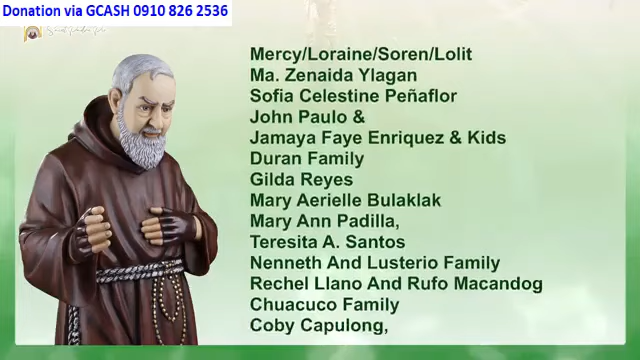 Donation via GCASH 0910 826 2536
Mercy/Loraine/Soren/Lolit
Ma. Zenaida Ylagan
Sofia Celestine Peñaflor
John Paulo &
Jamaya Faye Enriquez & Kids
Duran Family
Gilda Reyes
Mary Aerielle Bulaklak
Mary Ann Padilla,
Teresita A. Santos
Nenneth And Lusterio Family
Rechel Llano And Rufo Macandog
Chuacuco Family
Coby Capulong,